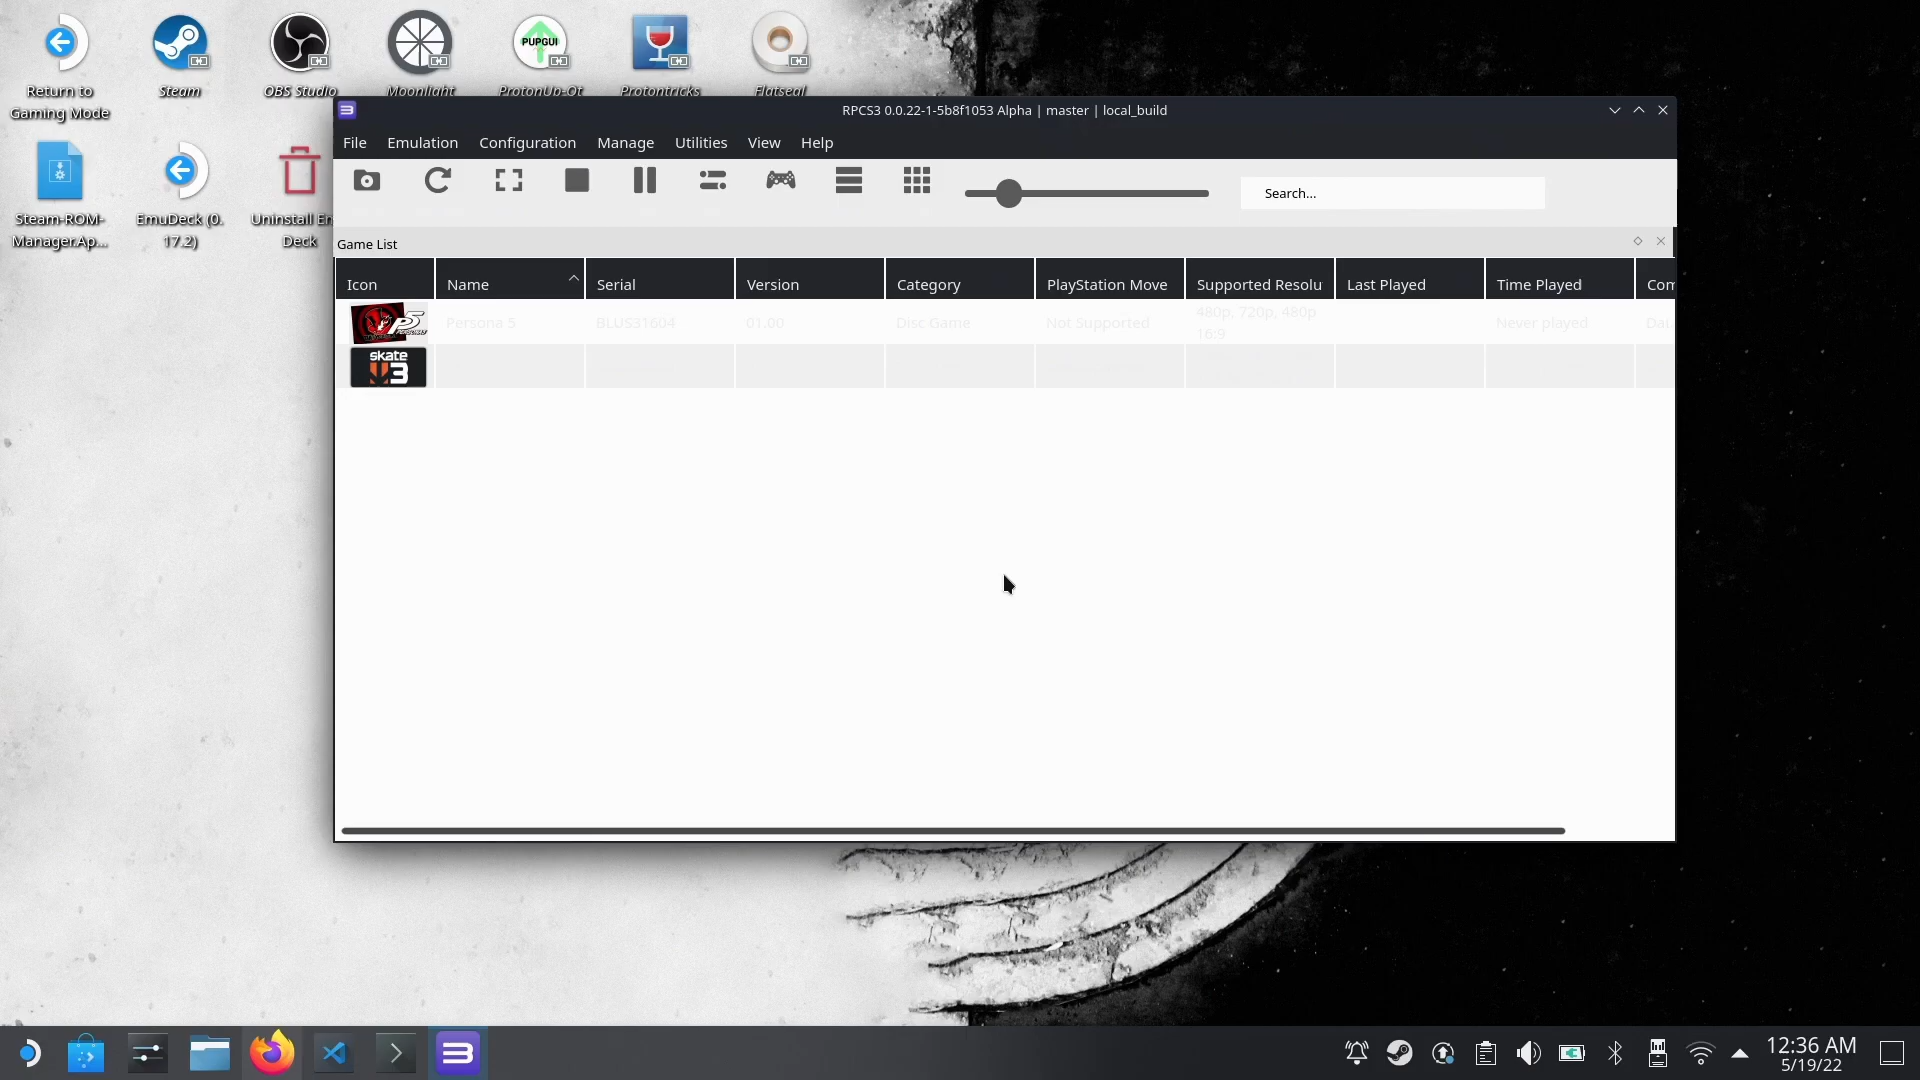 Return to
Gaming Mode
Steam
OBS Studio
Moonlight
PUPGUI
ProtonUp-Qt
Protontricks
Flatseal
Steam-ROM-
Manager.Ap...
EmuDeck (0.
17.2)
Uninstall Em
Deck
RPCS3 0.0.22-1-5b8f1053 Alpha | master | local_build
File Emulation Configuration Manage Utilities View Help
Search...
Game List
Icon Name Serial Version Category PlayStation Move Supported Resolu Last Played Time Played Com
P5 Persona 5 BLUS31604 01.00 Disc Game Not Supported 480p, 720p, 480p
16:9 Never played
skate
3
12:36 AM
5/19/22